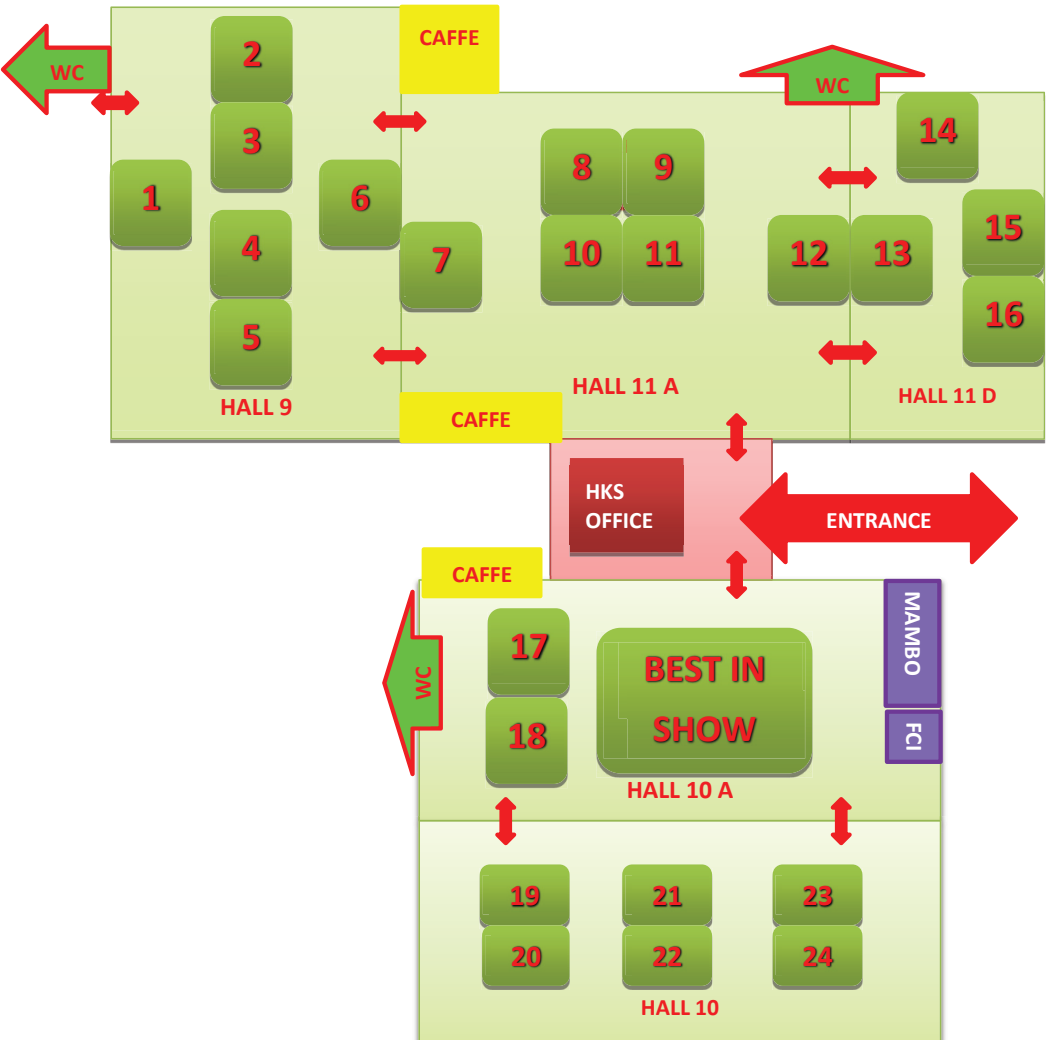 CAFFE
2
WC
WC
3
14
8
9
1
6
15
4
7
10
11
12
13
16
5
HALL 11 A
HALL 11 D
HALL 9
CAFFE
HKS
OFFICE
ENTRANCE
CAFFE
MAMBO
17
BEST IN
SHOW
WC
18
FCI
HALL 10 A
19
21
23
20
22
24
HALL 10